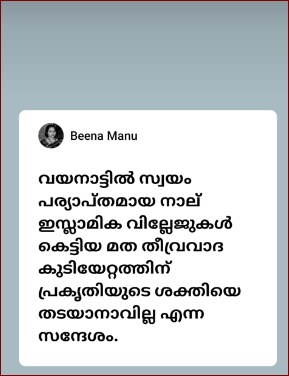 Beena Manu
വയനാട്ടിൽ സ്വയം
പര്യാപ്തമായ നാല്
ഇസ്ലാമിക വില്ലേജുകൾ
കെട്ടിയ മത തീവ്രവാദ
കുടിയേറ്റത്തിന്
പ്രകൃതിയുടെ ശക്തിയെ
തടയാനാവില്ല എന്ന
സന്ദേശം.